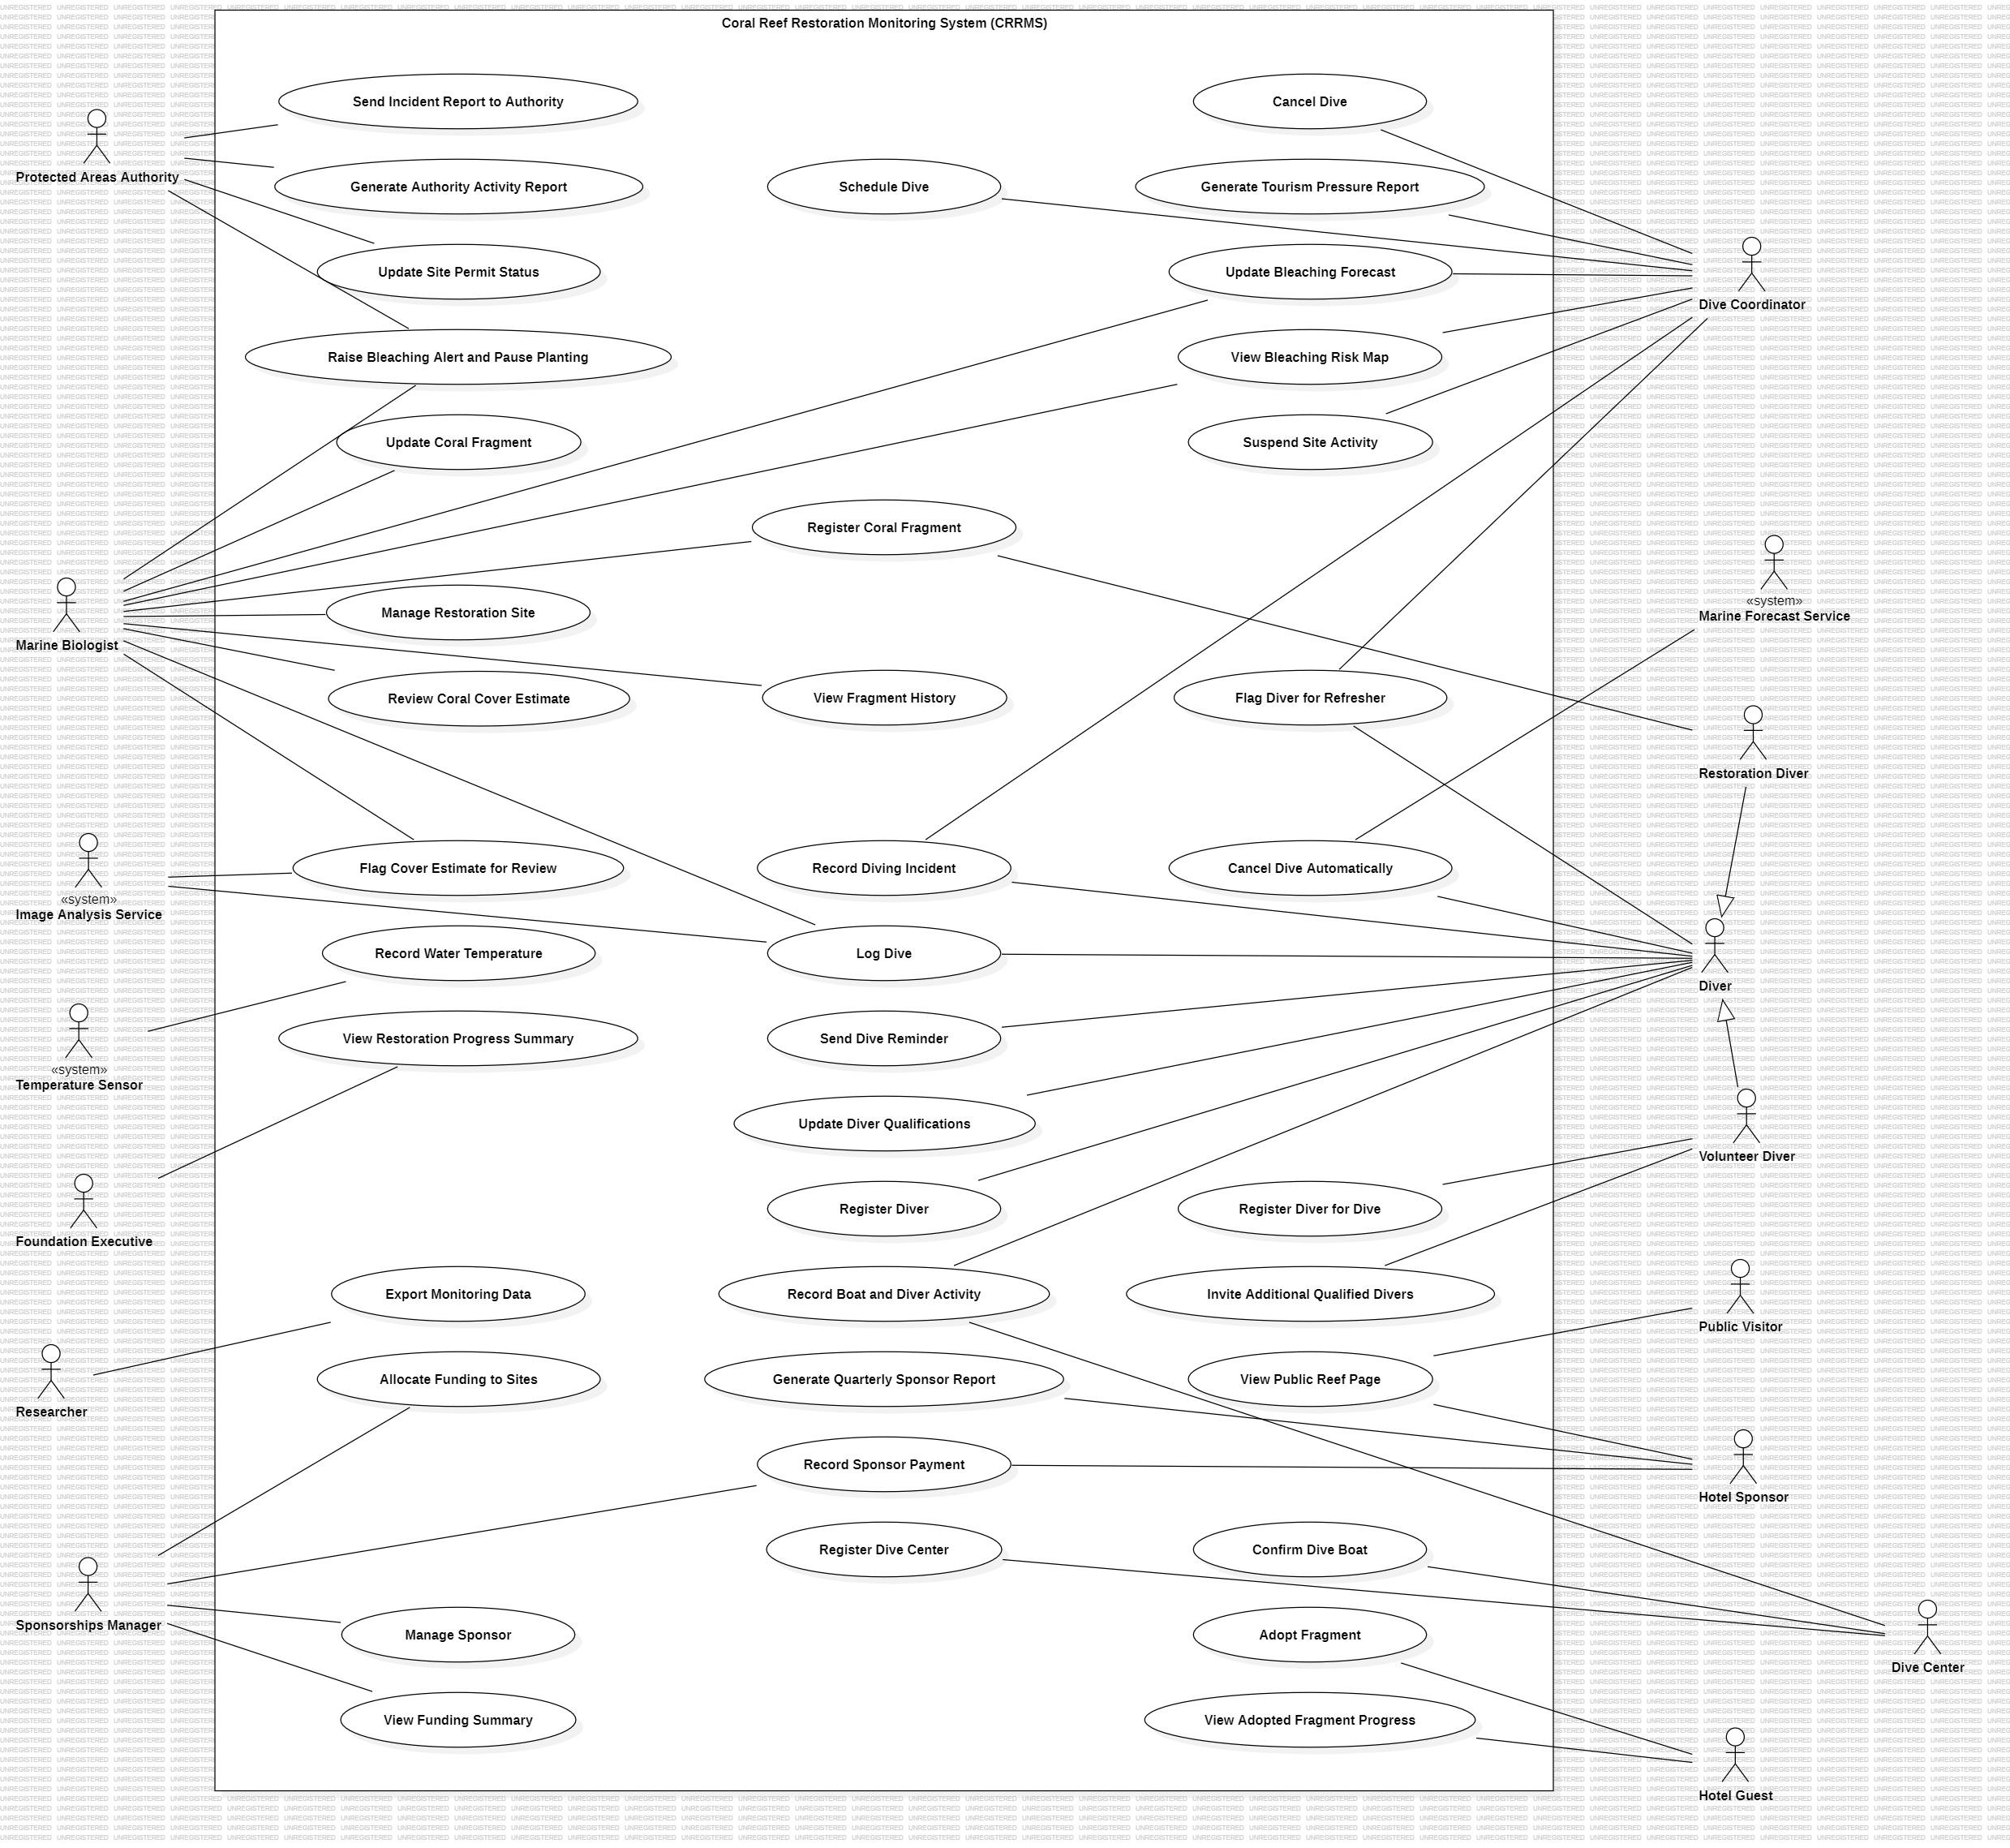 Coral Reef Restoration Monitoring System (CRRMS)
Send Incident Report to Authority
Cancel Dive
Protected Areas Authority
Generate Authority Activity Report
Schedule Dive
Generate Tourism Pressure Report
Update Site Permit Status
Update Bleaching Forecast
Dive Coordinator
Raise Bleaching Alert and Pause Planting
View Bleaching Risk Map
Update Coral Fragment
Suspend Site Activity
Register Coral Fragment
«system»
Marine Forecast Service
Manage Restoration Site
Marine Biologist
Review Coral Cover Estimate
View Fragment History
Flag Diver for Refresher
Restoration Diver
Flag Cover Estimate for Review
Record Diving Incident
Cancel Dive Automatically
«system»
Image Analysis Service
Record Water Temperature
Log Dive
Diver
View Restoration Progress Summary
Send Dive Reminder
«system»
Temperature Sensor
Update Diver Qualifications
Volunteer Diver
Register Diver
Register Diver for Dive
Foundation Executive
Export Monitoring Data
Record Boat and Diver Activity
Invite Additional Qualified Divers
Public Visitor
Allocate Funding to Sites
Generate Quarterly Sponsor Report
View Public Reef Page
Researcher
Record Sponsor Payment
Hotel Sponsor
Register Dive Center
Confirm Dive Boat
Sponsorships Manager
Manage Sponsor
Adopt Fragment
Dive Center
View Funding Summary
View Adopted Fragment Progress
Hotel Guest
UNREGISTERED